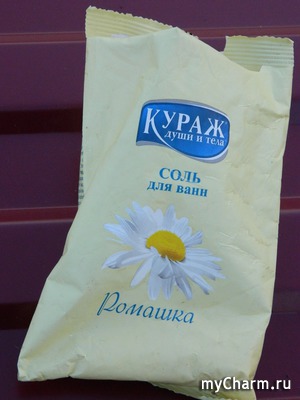 КУРАЖ®
души и тела
СОЛЬ
для ванн
Ромашка
myCharm.ru